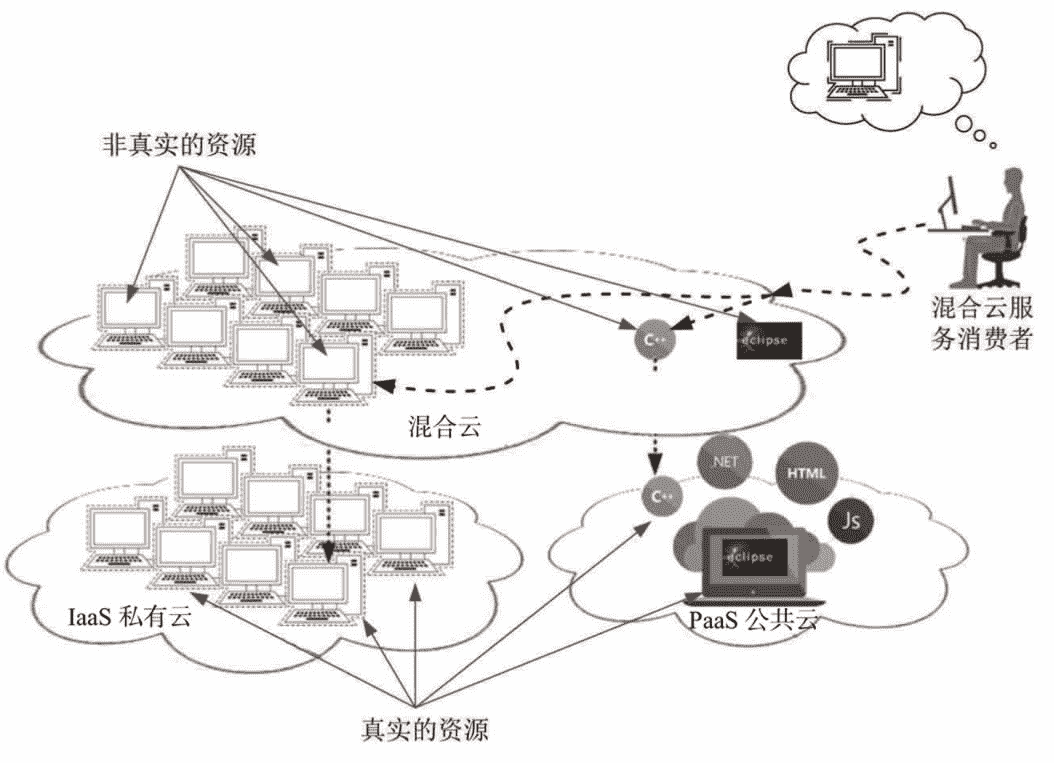 非真实的资源
混合云服
务消费者
C++
eclipse
混合云
.NET
HTML
C++
Js
eclipse
IaaS 私有云
PaaS 公共云
真实的资源